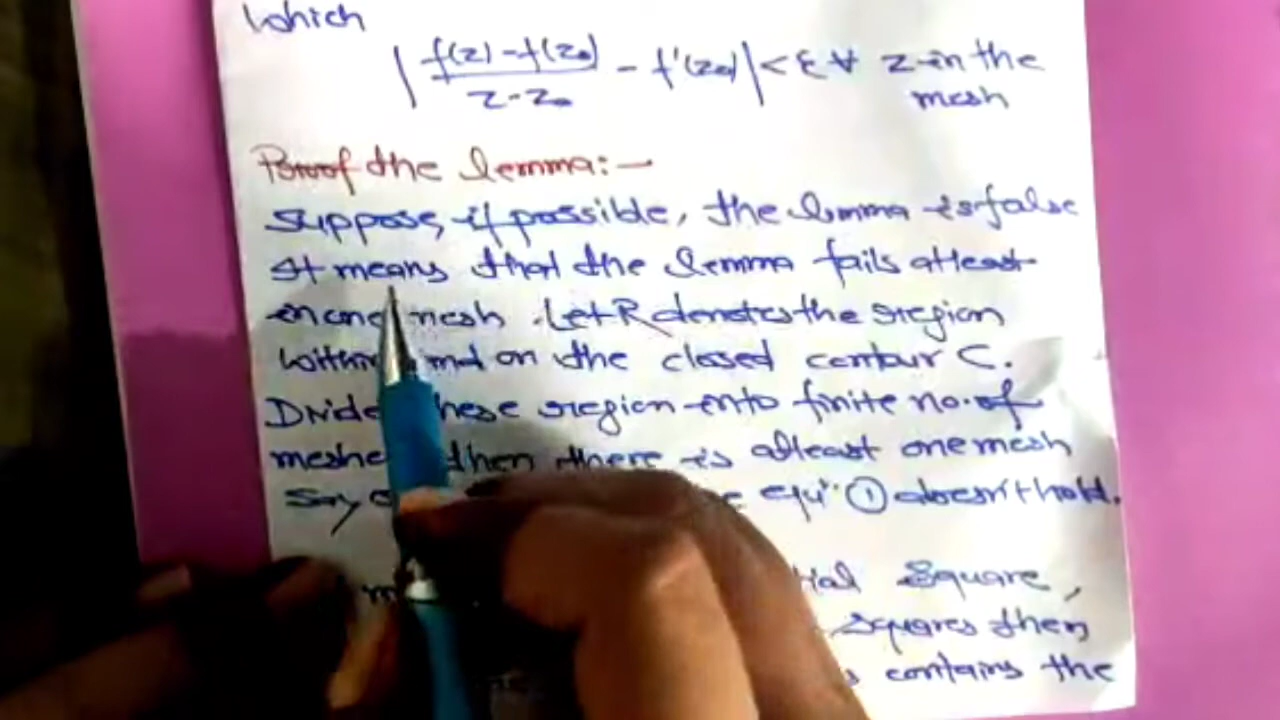 which
| f(z) - f(z₀) / z - z₀ - f'(z₀) | < ε ∀ z in the
mesh
Proof the lemma:-
Suppose, if possible, the lemma is false
It means that the lemma fails atleast
in one mesh. Let R denotes the region
within and on the closed contour C.
Divide these region into finite no. of
meshe then there is atleast one mesh
Say equⁿ ① doesn't hold.
Square,
squares then
contains the